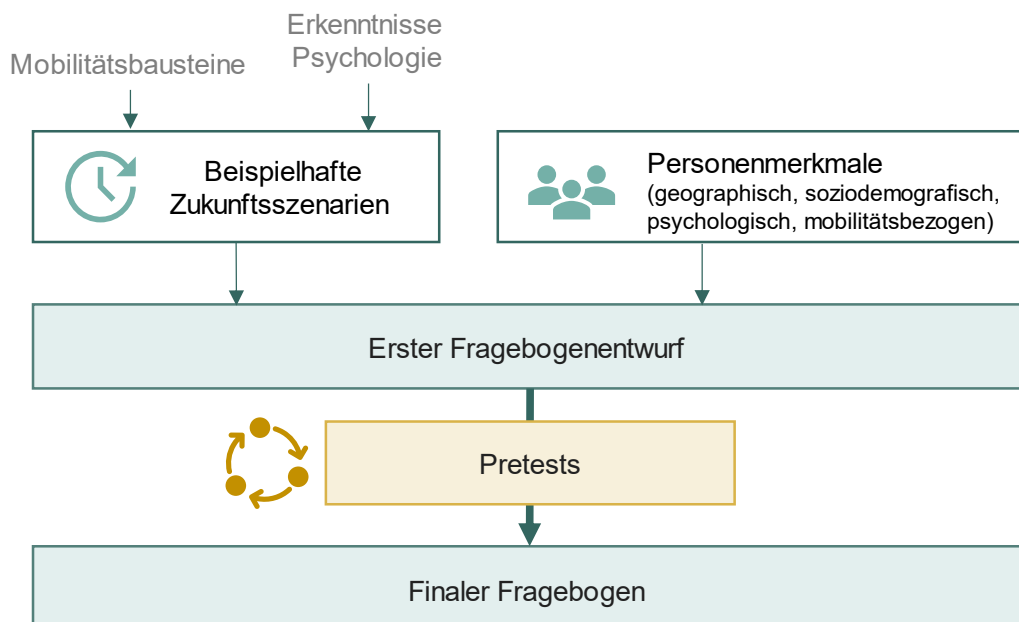 Mobilitätsbausteine
Erkenntnisse
Psychologie
Beispielhafte
Zukunftsszenarien
Personenmerkmale
(geographisch, soziodemografisch,
psychologisch, mobilitätsbezogen)
Erster Fragebogenentwurf
Pretests
Finaler Fragebogen